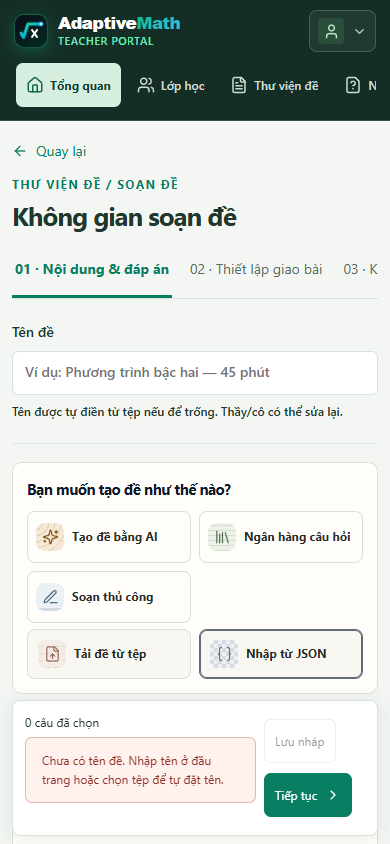 AdaptiveMath
TEACHER PORTAL
Tổng quan
Lớp học
Thư viện đề
N
Quay lại
THƯ VIỆN ĐỀ / SOẠN ĐỀ
Không gian soạn đề
01 · Nội dung & đáp án
02 · Thiết lập giao bài
03 · K
Tên đề
Ví dụ: Phương trình bậc hai — 45 phút
Tên được tự điền từ tệp nếu để trống. Thầy/cô có thể sửa lại.
Bạn muốn tạo đề như thế nào?
Tạo đề bằng AI
Ngân hàng câu hỏi
Soạn thủ công
Tải đề từ tệp
Nhập từ JSON
0 câu đã chọn
Chưa có tên đề. Nhập tên ở đầu
trang hoặc chọn tệp để tự đặt tên.
Lưu nháp
Tiếp tục